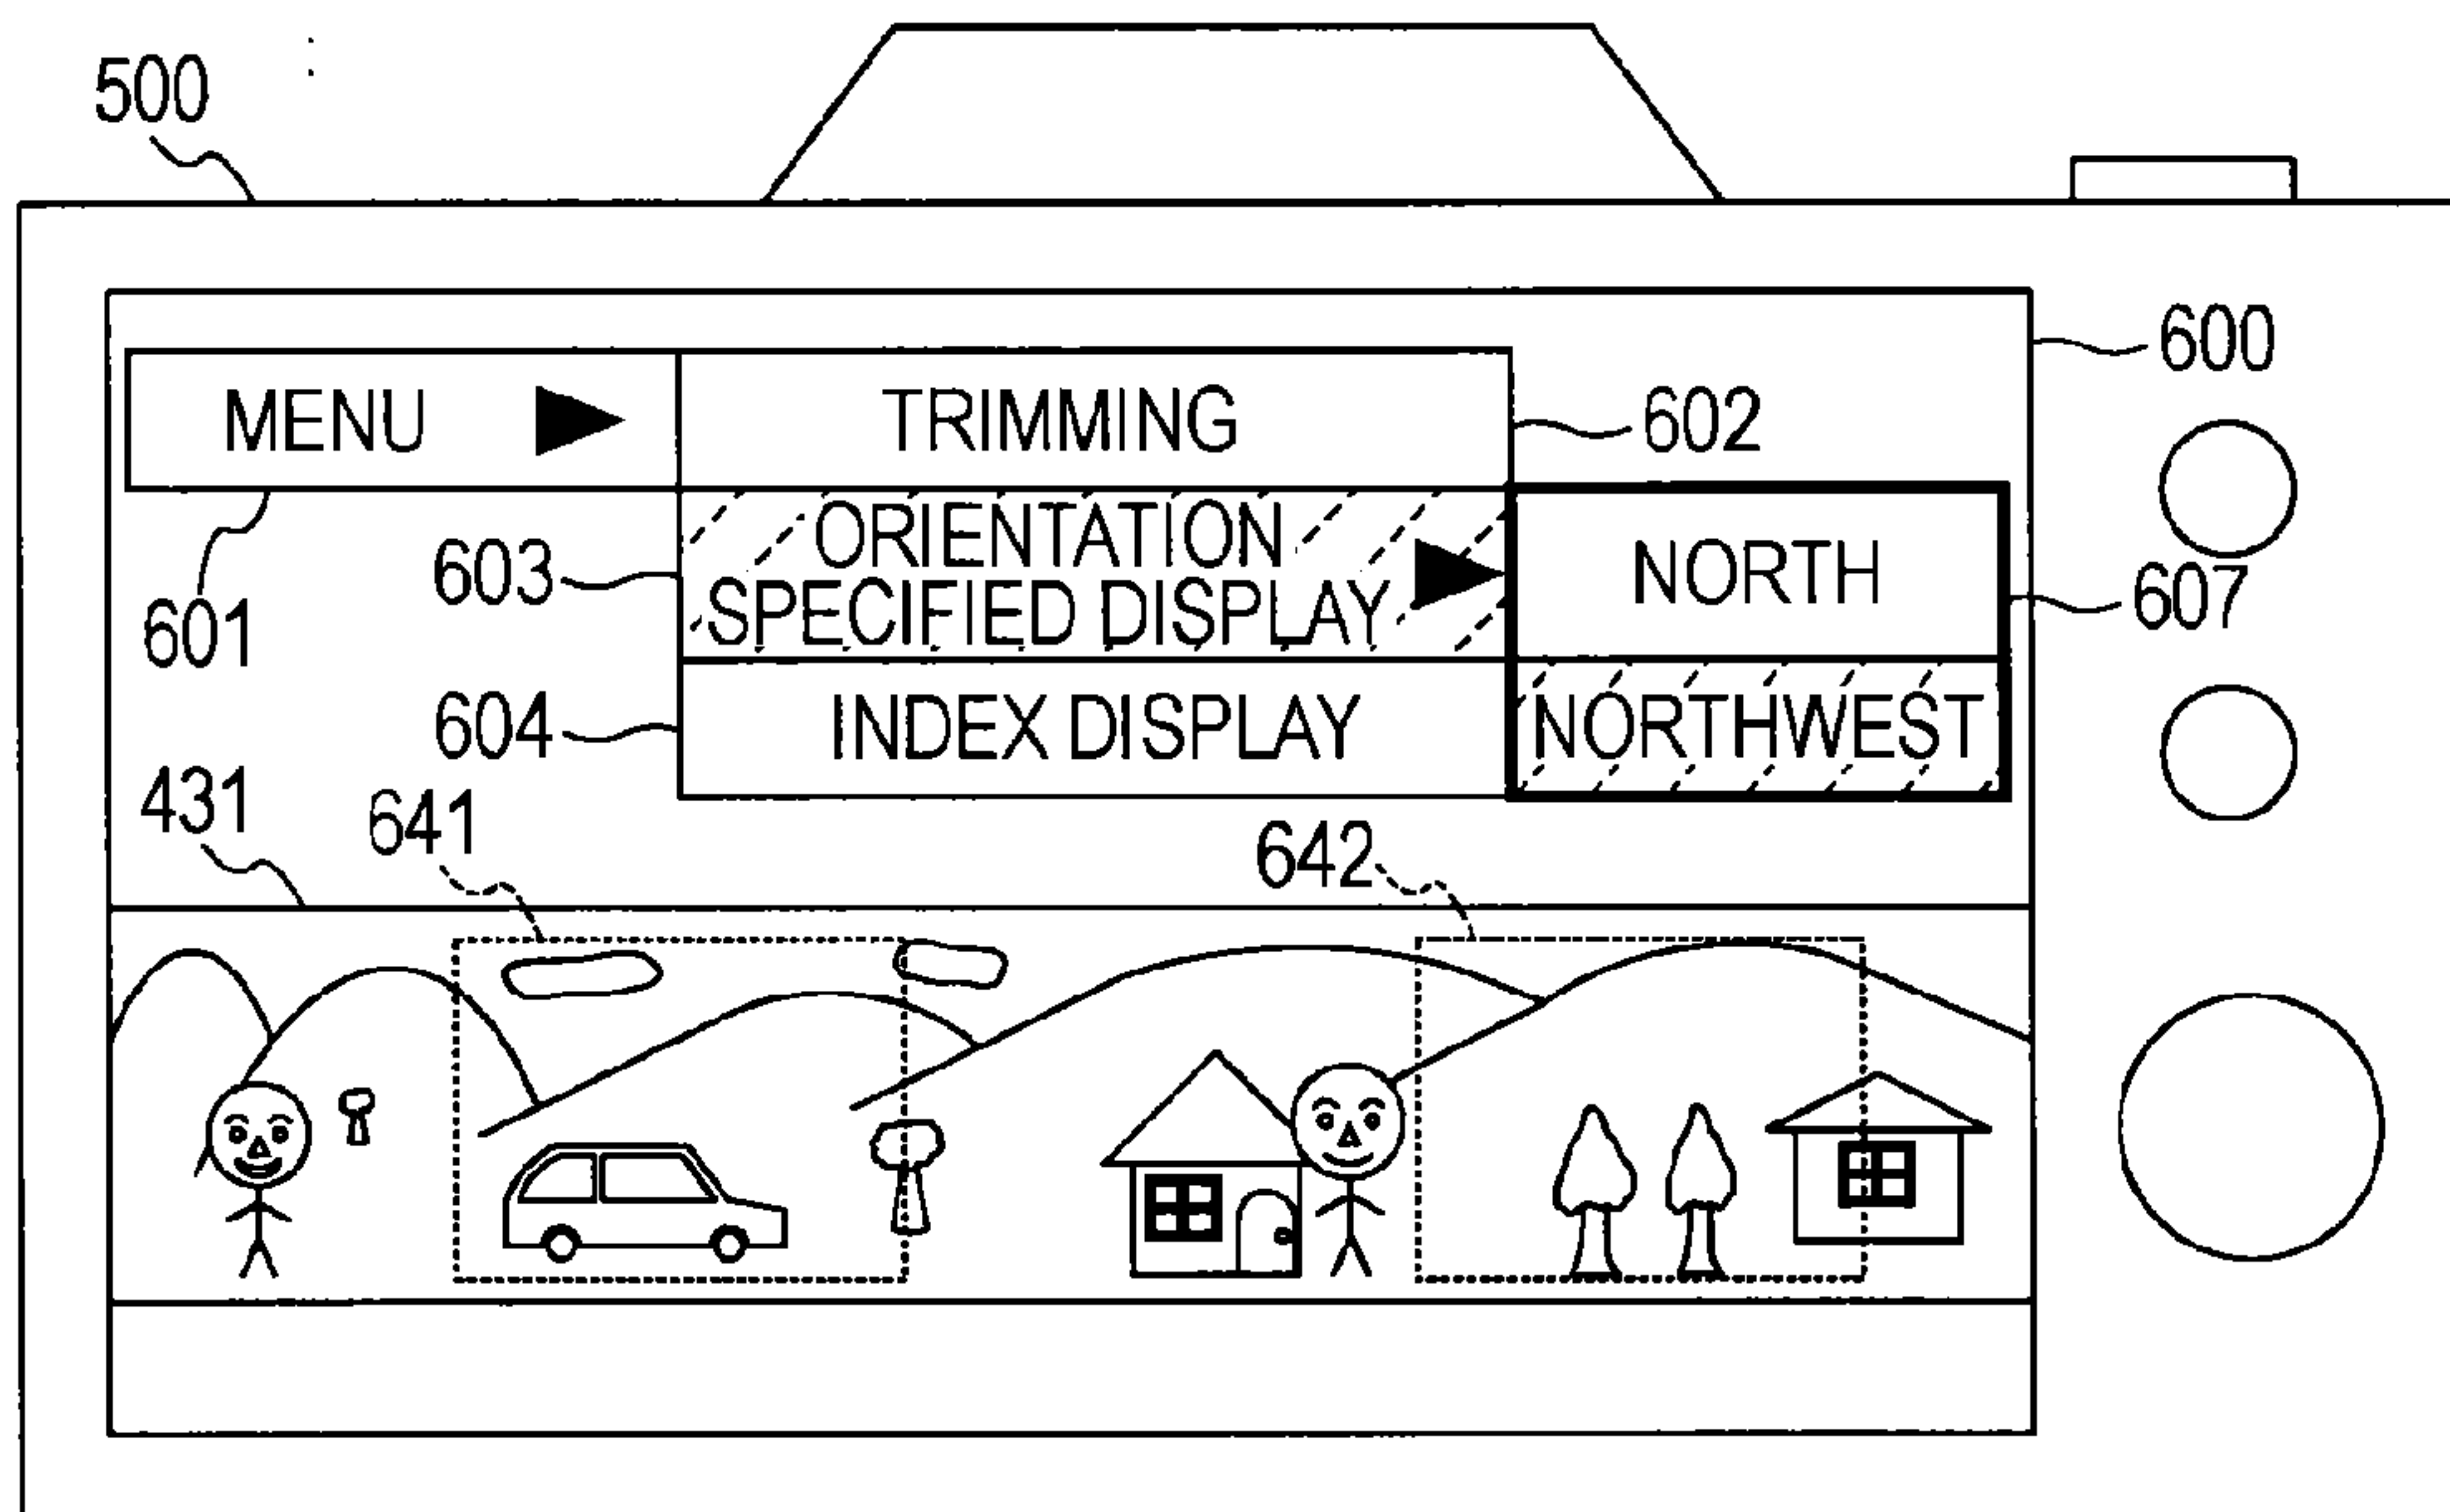 500
600
MENU
TRIMMING
602
ORIENTATION
SPECIFIED DISPLAY
NORTH
603
607
601
604
INDEX DISPLAY
NORTHWEST
431
641
642